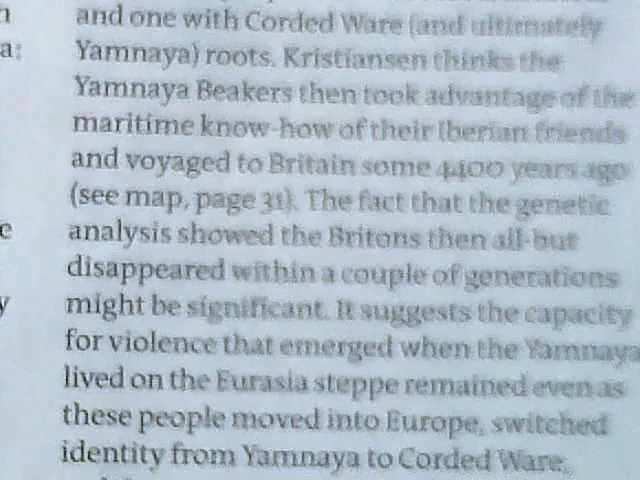 and one with Corded Ware (and ultimately
Yamnaya) roots. Kristiansen thinks the
Yamnaya Beakers then took advantage of the
maritime know-how of their Iberian friends
and voyaged to Britain some 4400 years ago
(see map, page 31). The fact that the genetic
analysis showed the Britons then all-but
disappeared within a couple of generations
might be significant. It suggests the capacity
for violence that emerged when the Yamnaya
lived on the Eurasia steppe remained even as
these people moved into Europe, switched
identity from Yamnaya to Corded Ware,